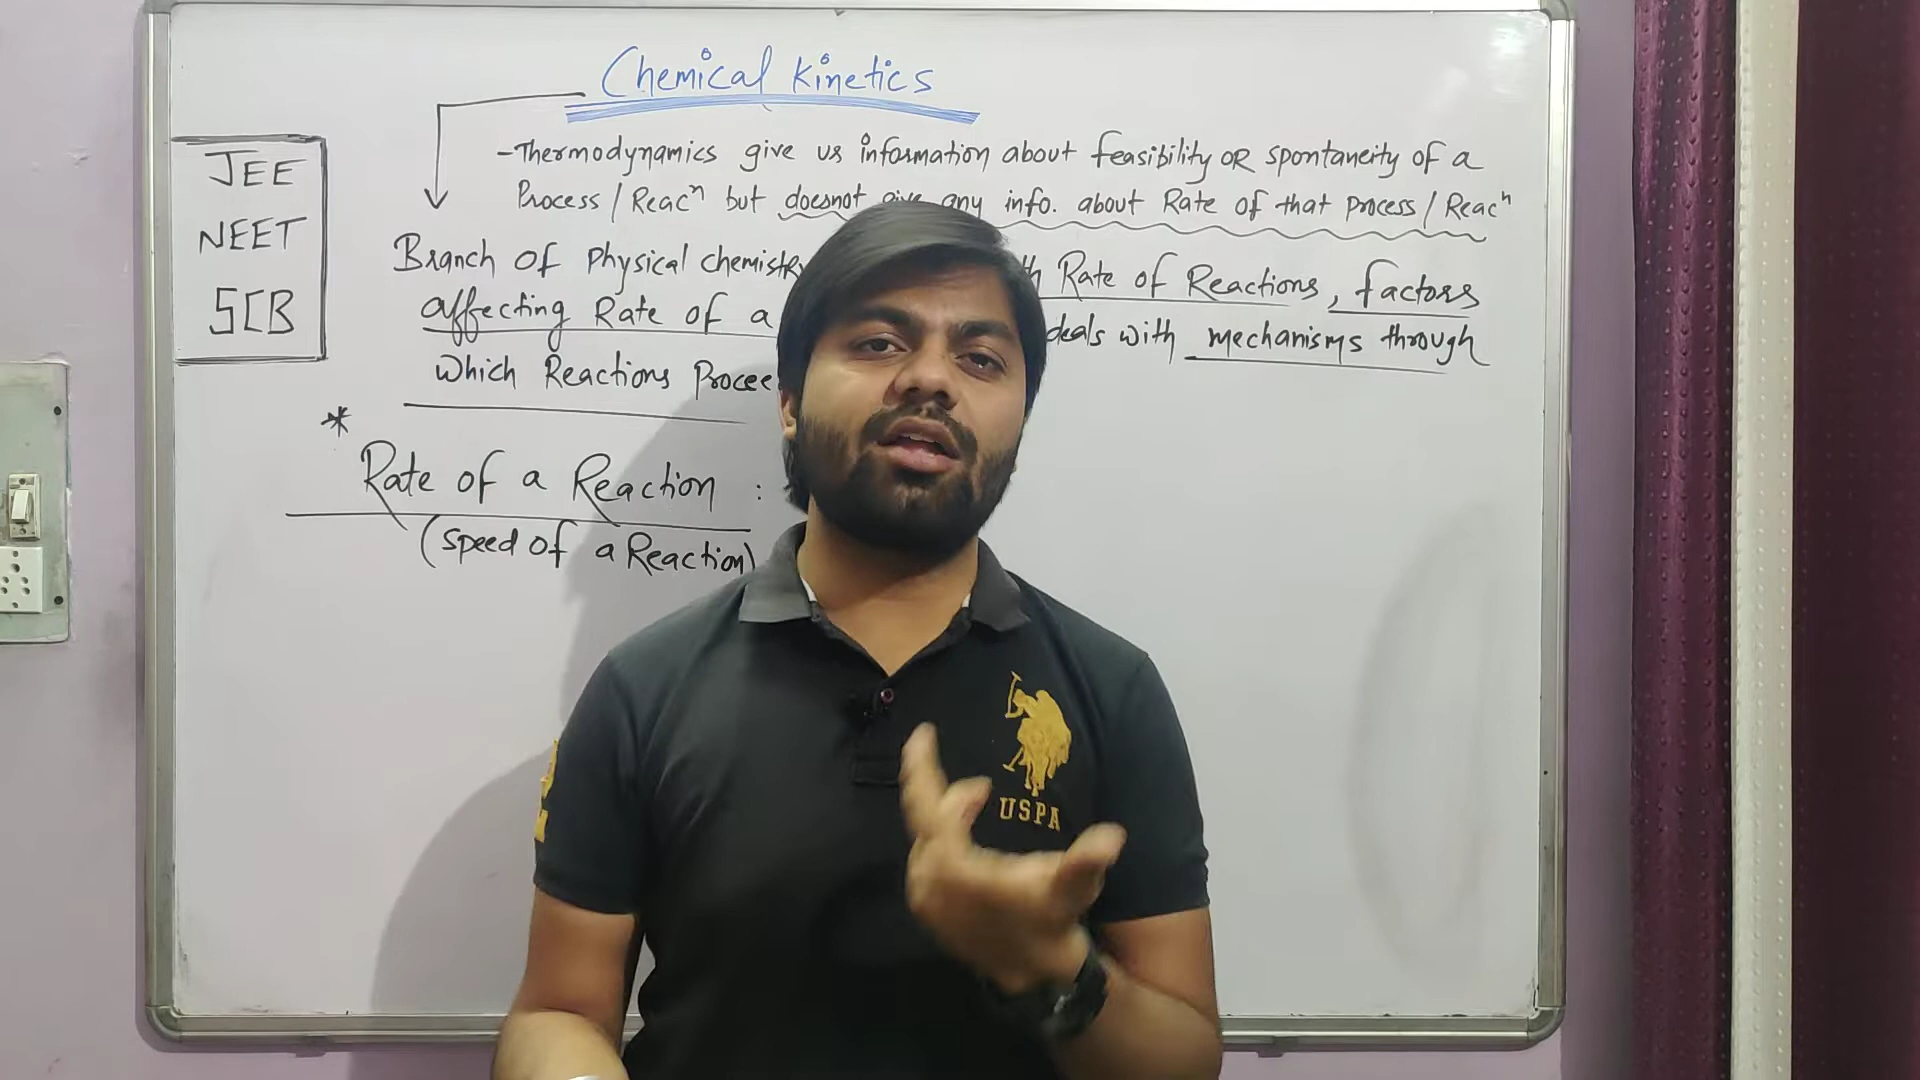 Chemical Kinetics
JEE
NEET
SCB
-Thermodynamics give us information about feasibility OR spontaneity of a
Process / Reacⁿ but doesnot give any info. about Rate of that Process / Reacⁿ
Branch of Physical chemistry Rate of Reactions, factors
affecting Rate of a deals with mechanisms through
Which Reactions
* Rate of a Reaction :
(speed of a Reaction)
USPA